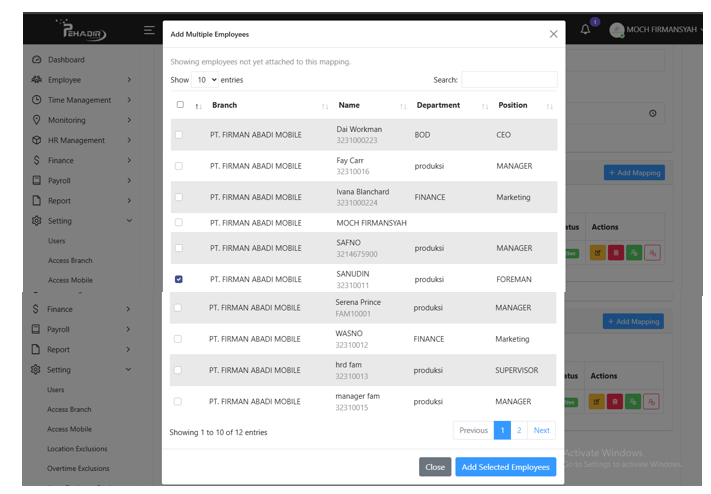 PEHADIR
1
MOCH FIRMANSYAH
Dashboard
Employee
Time Management
Monitoring
HR Management
Finance
Payroll
Report
Setting
Users
Access Branch
Access Mobile
Finance
Payroll
Report
Setting
Users
Access Branch
Access Mobile
Location Exclusions
Overtime Exclusions
Add Multiple Employees
Showing employees not yet attached to this mapping.
Show 10 entries Search:
Branch Name Department Position
PT. FIRMAN ABADI MOBILE Dai Workman BOD CEO
3231000223
PT. FIRMAN ABADI MOBILE Fay Carr produksi MANAGER
32310016
PT. FIRMAN ABADI MOBILE Ivana Blanchard FINANCE Marketing
3231000224
PT. FIRMAN ABADI MOBILE MOCH FIRMANSYAH
PT. FIRMAN ABADI MOBILE SAFNO produksi MANAGER
3214675900
PT. FIRMAN ABADI MOBILE SANUDIN produksi FOREMAN
32310011
PT. FIRMAN ABADI MOBILE Serena Prince produksi MANAGER
FAM10001
PT. FIRMAN ABADI MOBILE WASNO FINANCE Marketing
32310012
PT. FIRMAN ABADI MOBILE hrd fam produksi SUPERVISOR
32310013
PT. FIRMAN ABADI MOBILE manager fam produksi MANAGER
32310015
Showing 1 to 10 of 12 entries
Previous 1 2 Next
Close Add Selected Employees
+ Add Mapping
atus Actions
+ Add Mapping
atus Actions
Activate Windows
Go to Settings to activate Windows.